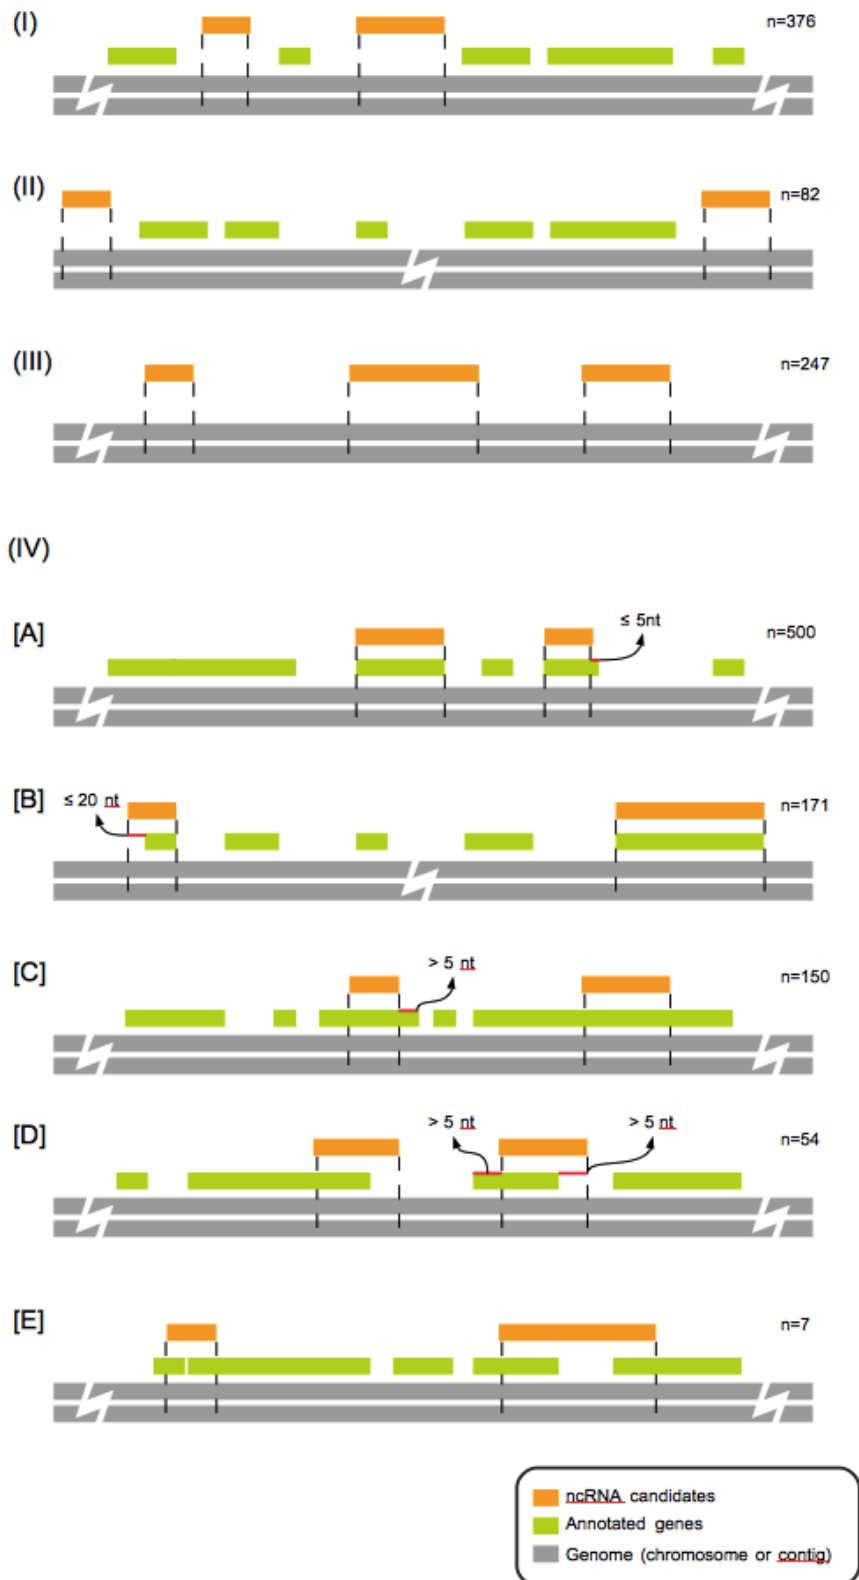 (I)
n=376
(II)
n=82
(III)
n=247
(IV)
[A]
≤ 5nt
n=500
[B]
≤ 20 nt
n=171
[C]
> 5 nt
n=150
[D]
> 5 nt
> 5 nt
n=54
[E]
n=7
ncRNA candidates
Annotated genes
Genome (chromosome or contig)